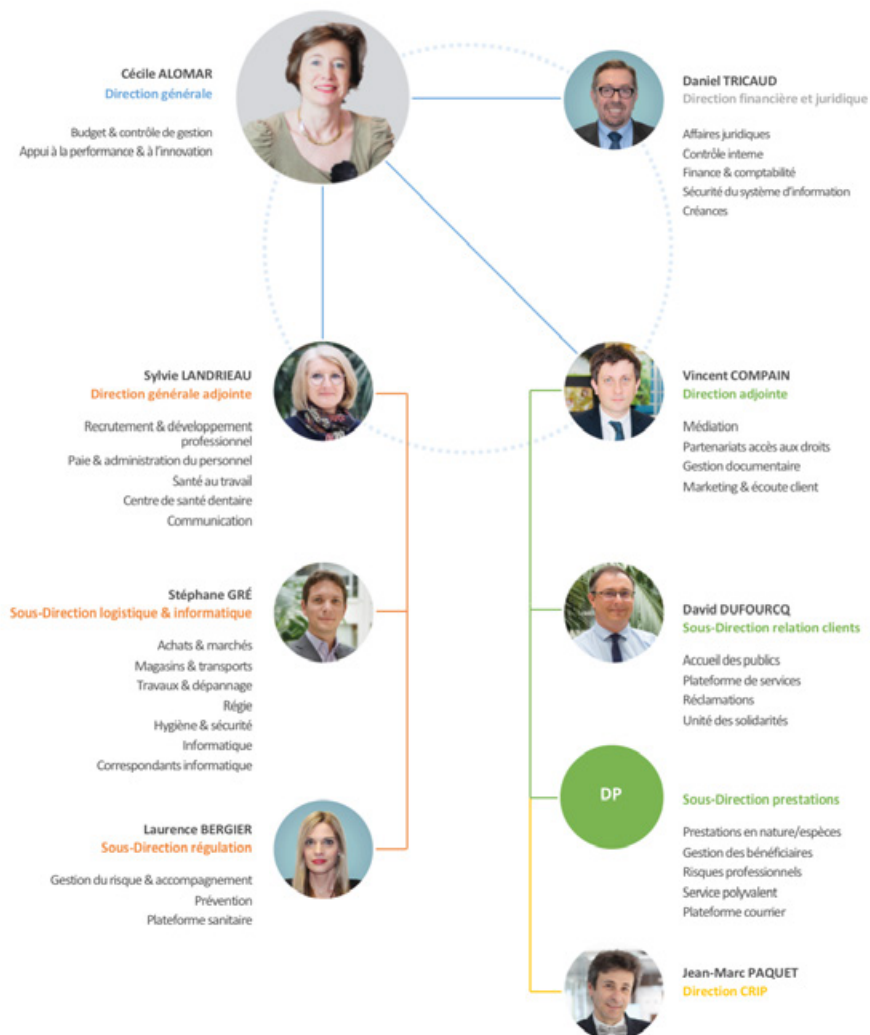 Cécile ALOMAR
Direction générale
Budget & contrôle de gestion
Appui à la performance & à l'innovation
Daniel TRICAUD
Direction financière et juridique
Affaires juridiques
Contrôle interne
Finance & comptabilité
Sécurité du système d'information
Créances
Sylvie LANDRIEAU
Direction générale adjointe
Recrutement & développement
professionnel
Paie & administration du personnel
Santé au travail
Centre de santé dentaire
Communication
Vincent COMPAIN
Direction adjointe
Médiation
Partenariats accès aux droits
Gestion documentaire
Marketing & écoute client
Stéphane GRÉ
Sous-Direction logistique & informatique
Achats & marchés
Magasins & transports
Travaux & dépannage
Régie
Hygiène & sécurité
Informatique
Correspondants informatique
David DUFOURCQ
Sous-Direction relation clients
Accueil des publics
Plateforme de services
Réclamations
Unité des solidarités
DP
Sous-Direction prestations
Prestations en nature/espèces
Gestion des bénéficiaires
Risques professionnels
Service polyvalent
Plateforme courrier
Laurence BERGIER
Sous-Direction régulation
Gestion du risque & accompagnement
Prévention
Plateforme sanitaire
Jean-Marc PAQUET
Direction CRIP